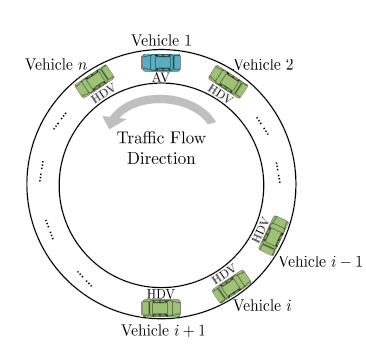 Vehicle 1
Vehicle n
Vehicle 2
AV
HDV
HDV
Traffic Flow
Direction
HDV
Vehicle i − 1
HDV
Vehicle i
HDV
Vehicle i + 1